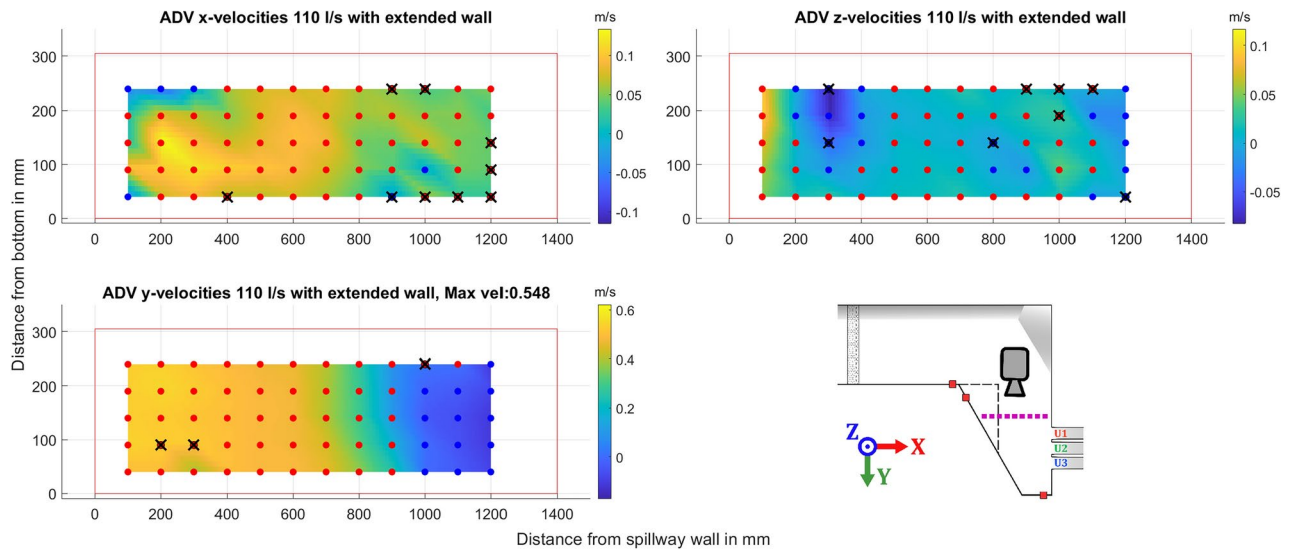 ADV x-velocities 110 l/s with extended wall
m/s
300
200
100
0
0 200 400 600 800 1000 1200 1400
0.1
0.05
0
-0.05
-0.1
ADV z-velocities 110 l/s with extended wall
m/s
300
200
100
0
0 200 400 600 800 1000 1200 1400
0.1
0.05
0
-0.05
Distance from bottom in mm
ADV y-velocities 110 l/s with extended wall, Max vel:0.548
m/s
300
200
100
0
0 200 400 600 800 1000 1200 1400
0.6
0.4
0.2
0
Z
X
Y
U1
U2
U3
Distance from spillway wall in mm